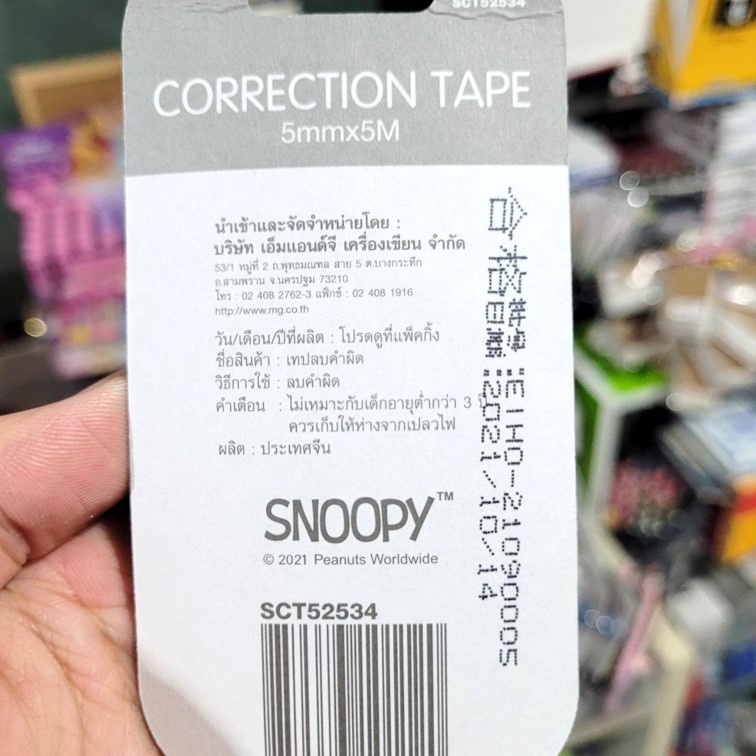 SCT52534
CORRECTION TAPE
5mmx5M
นำเข้าและจัดจำหน่ายโดย :
บริษัท เอ็มแอนด์จี เครื่องเขียน จำกัด
53/1 หมู่ที่ 2 ถ.พุทธมณฑล สาย 5 ต.บางกระทึก
อ.สามพราน จ.นครปฐม 73210
โทร : 02 408 2762-3 แฟ็กซ์ : 02 408 1916
http://www.mg.co.th
วัน/เดือน/ปีที่ผลิต : โปรดดูที่แพ็คกิ้ง
ชื่อสินค้า : เทปลบคำผิด
วิธีการใช้ : ลบคำผิด
คำเตือน : ไม่เหมาะกับเด็กอายุต่ำกว่า 3 ปี
ควรเก็บให้ห่างจากเปลวไฟ
ผลิต : ประเทศจีน
SNOOPY™
© 2021 Peanuts Worldwide
SCT52534
合格
批号:EIHO-21090005
日期:2021/10/14